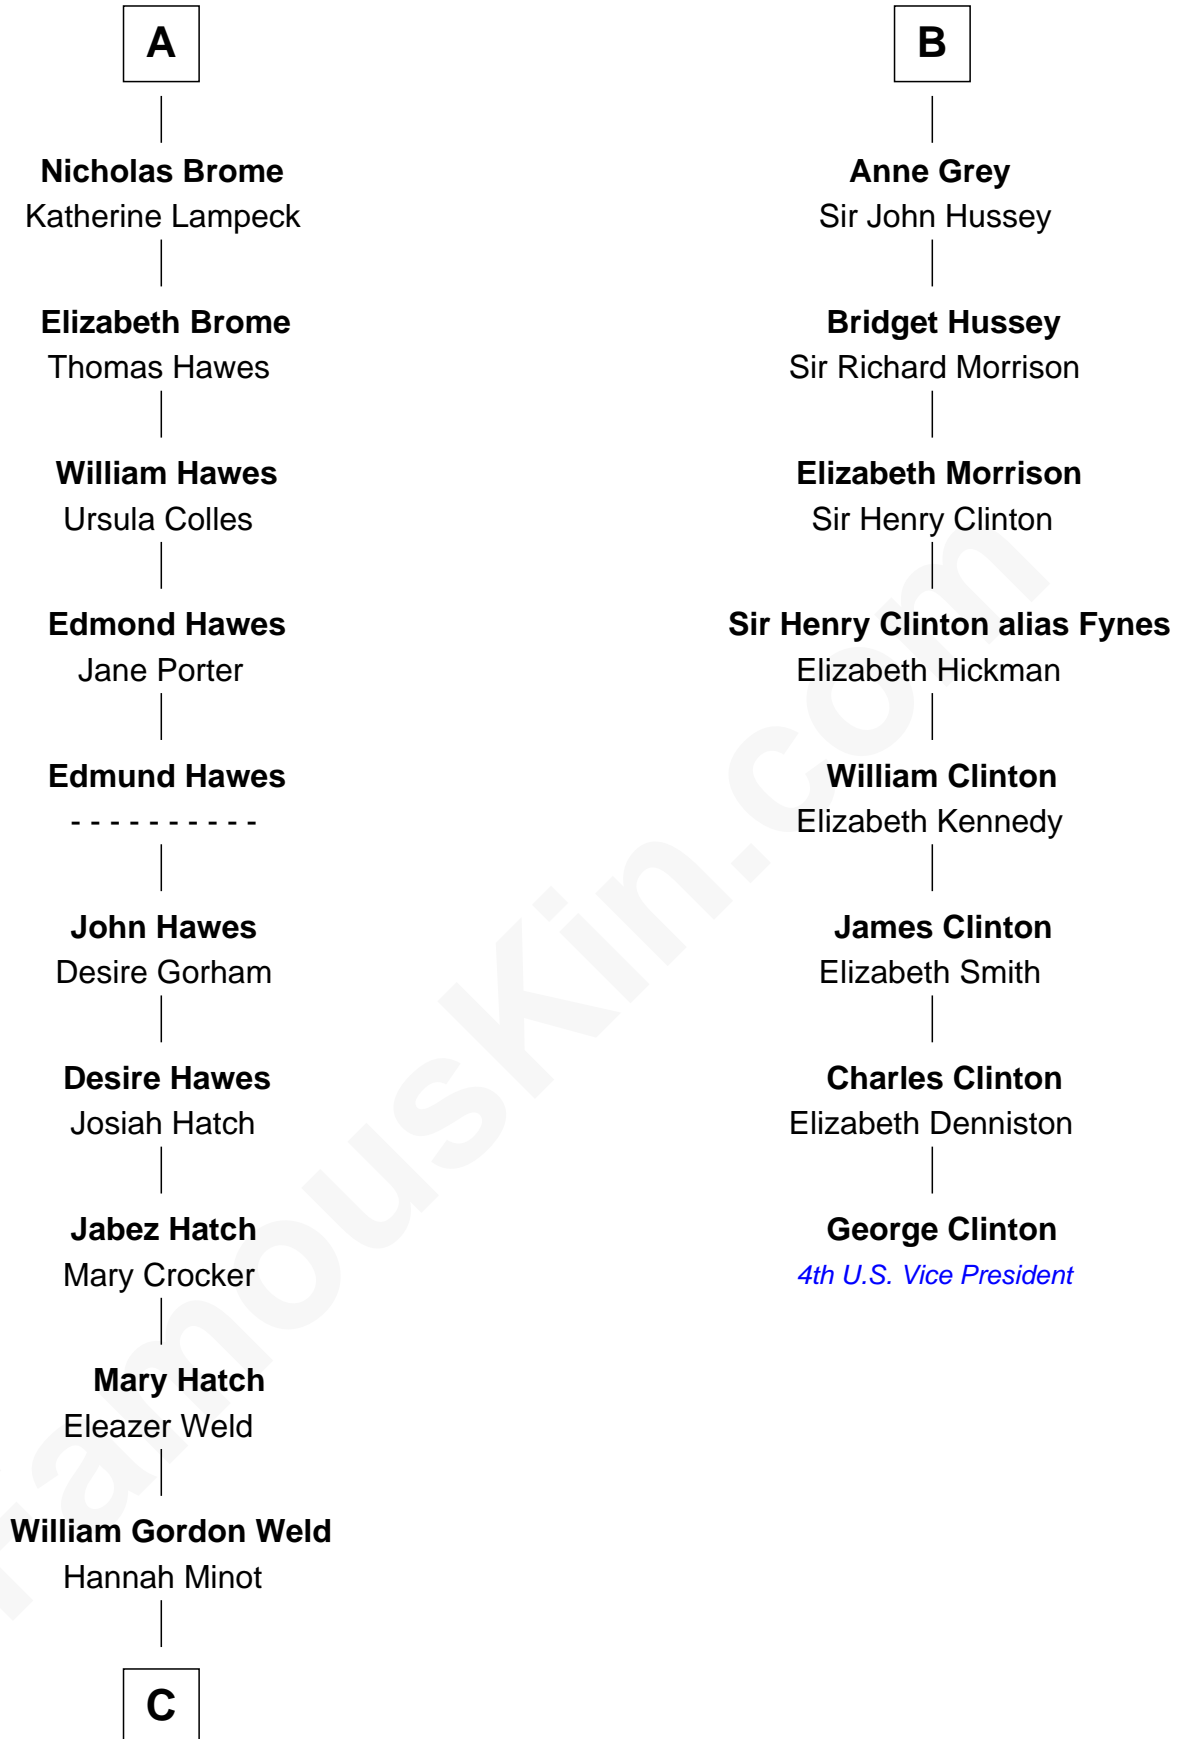 A
Nicholas Brome
Katherine Lampeck
Elizabeth Brome
Thomas Hawes
William Hawes
Ursula Colles
Edmond Hawes
Jane Porter
Edmund Hawes
- - - - - - - - - -
John Hawes
Desire Gorham
Desire Hawes
Josiah Hatch
Jabez Hatch
Mary Crocker
Mary Hatch
Eleazer Weld
William Gordon Weld
Hannah Minot
C
B
Anne Grey
Sir John Hussey
Bridget Hussey
Sir Richard Morrison
Elizabeth Morrison
Sir Henry Clinton
Sir Henry Clinton alias Fynes
Elizabeth Hickman
William Clinton
Elizabeth Kennedy
James Clinton
Elizabeth Smith
Charles Clinton
Elizabeth Denniston
George Clinton
4th U.S. Vice President
FamousKin.com